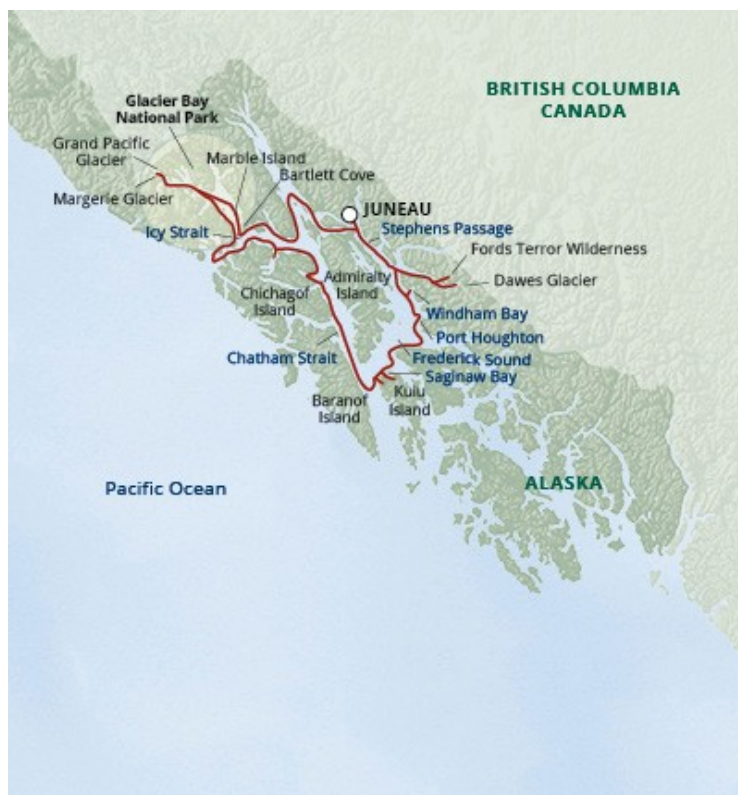 BRITISH COLUMBIA
CANADA
Glacier Bay
National Park
Grand Pacific
Glacier
Marble Island
Bartlett Cove
Margerie Glacier
JUNEAU
Icy Strait
Stephens Passage
Fords Terror Wilderness
Admiralty
Island
Dawes Glacier
Chichagof
Island
Windham Bay
Port Houghton
Chatham Strait
Frederick Sound
Saginaw Bay
Baranof
Island
Kuiu
Island
Pacific Ocean
ALASKA